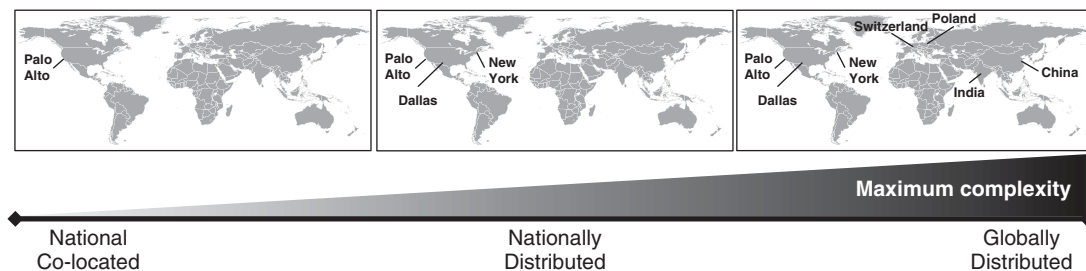 Palo
Alto
Palo
Alto
New
York
Dallas
Switzerland
Poland
Palo
Alto
New
York
Dallas
India
China
Maximum complexity
National
Co-located
Nationally
Distributed
Globally
Distributed